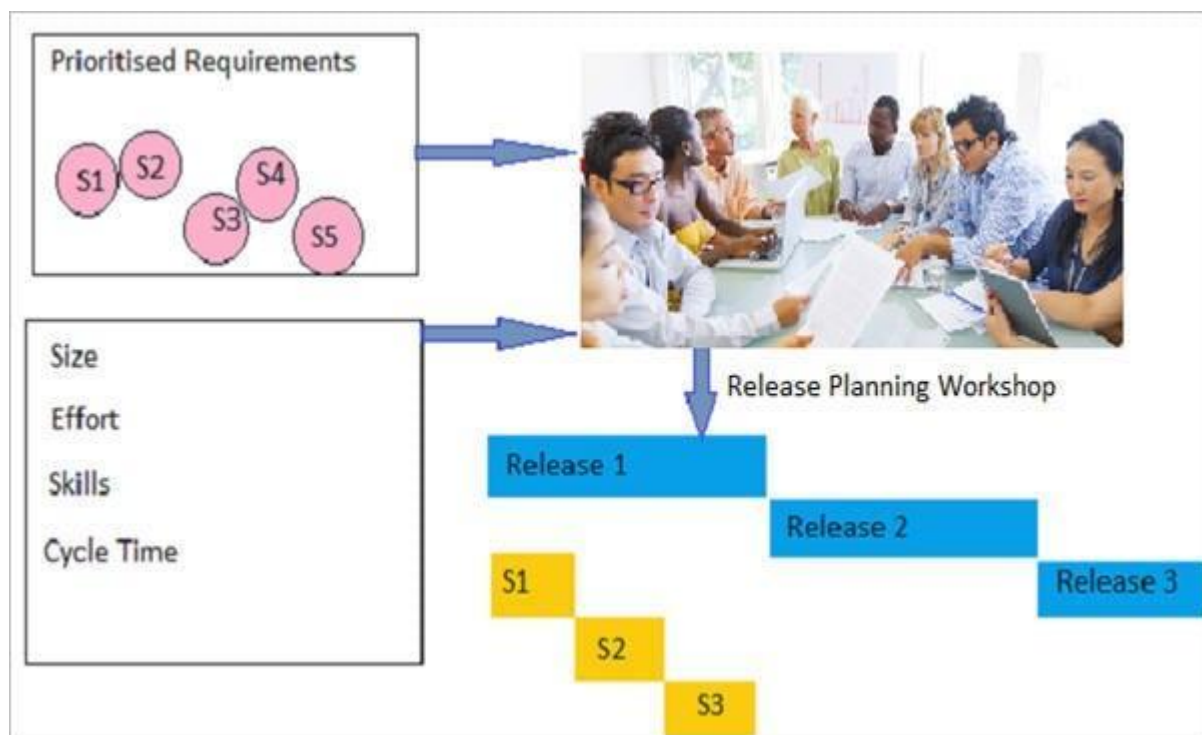 Prioritised Requirements
S1
S2
S3
S4
S5
Size
Effort
Skills
Cycle Time
Release Planning Workshop
Release 1
Release 2
Release 3
S1
S2
S3